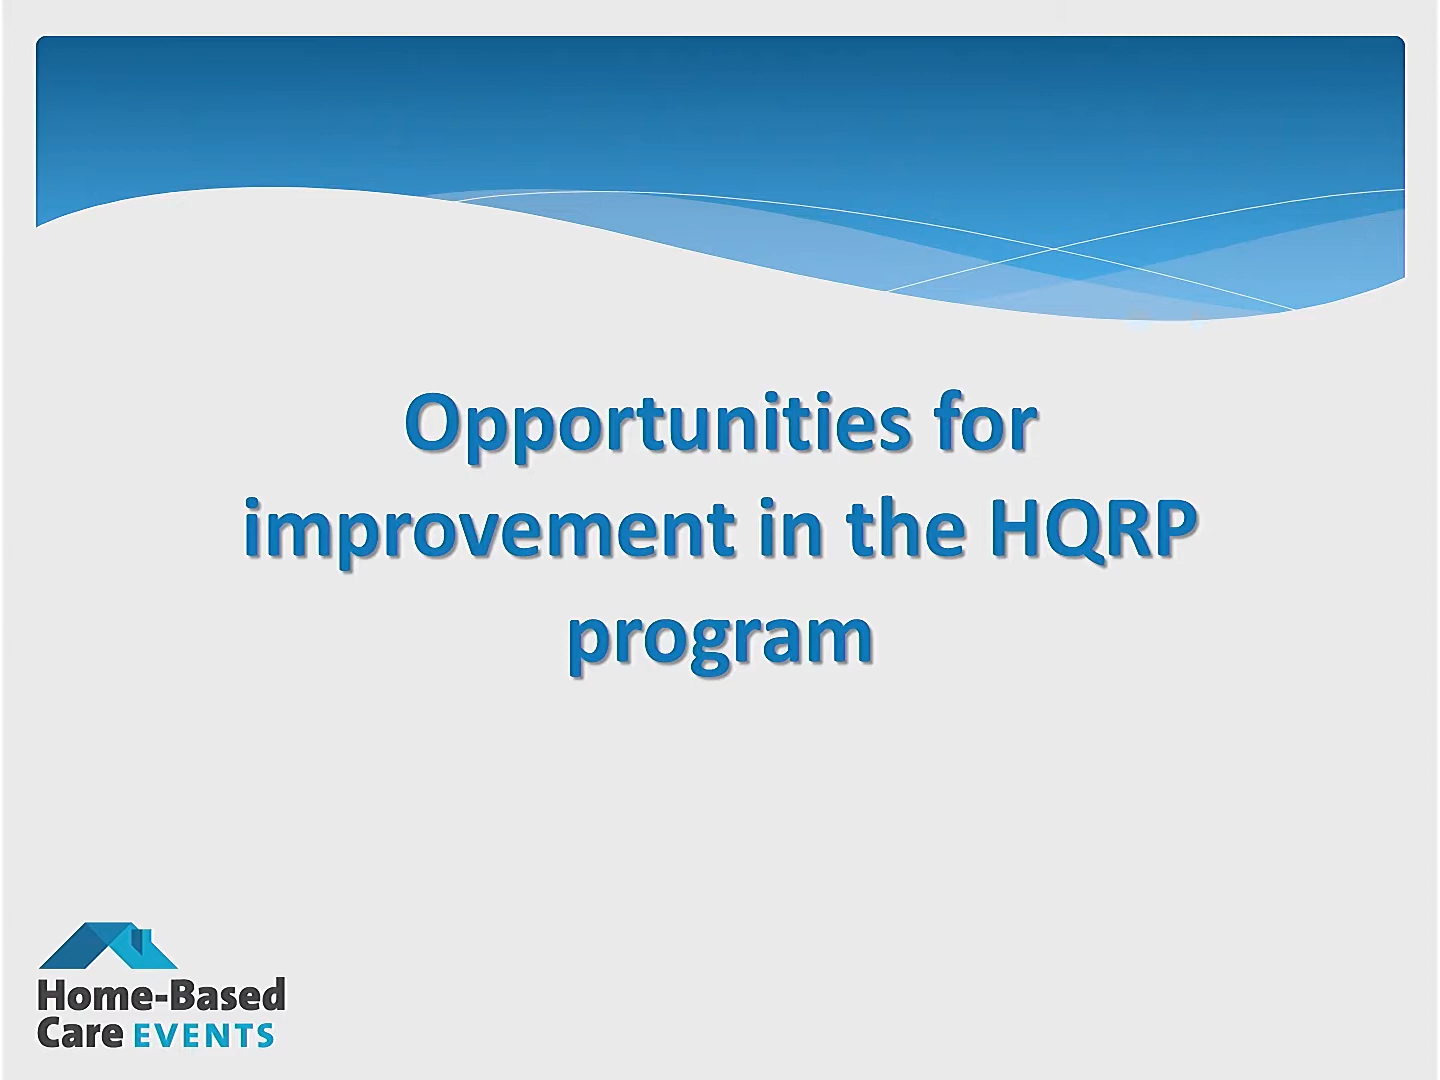 Opportunities for
improvement in the HQRP
program
Home-Based
Care EVENTS